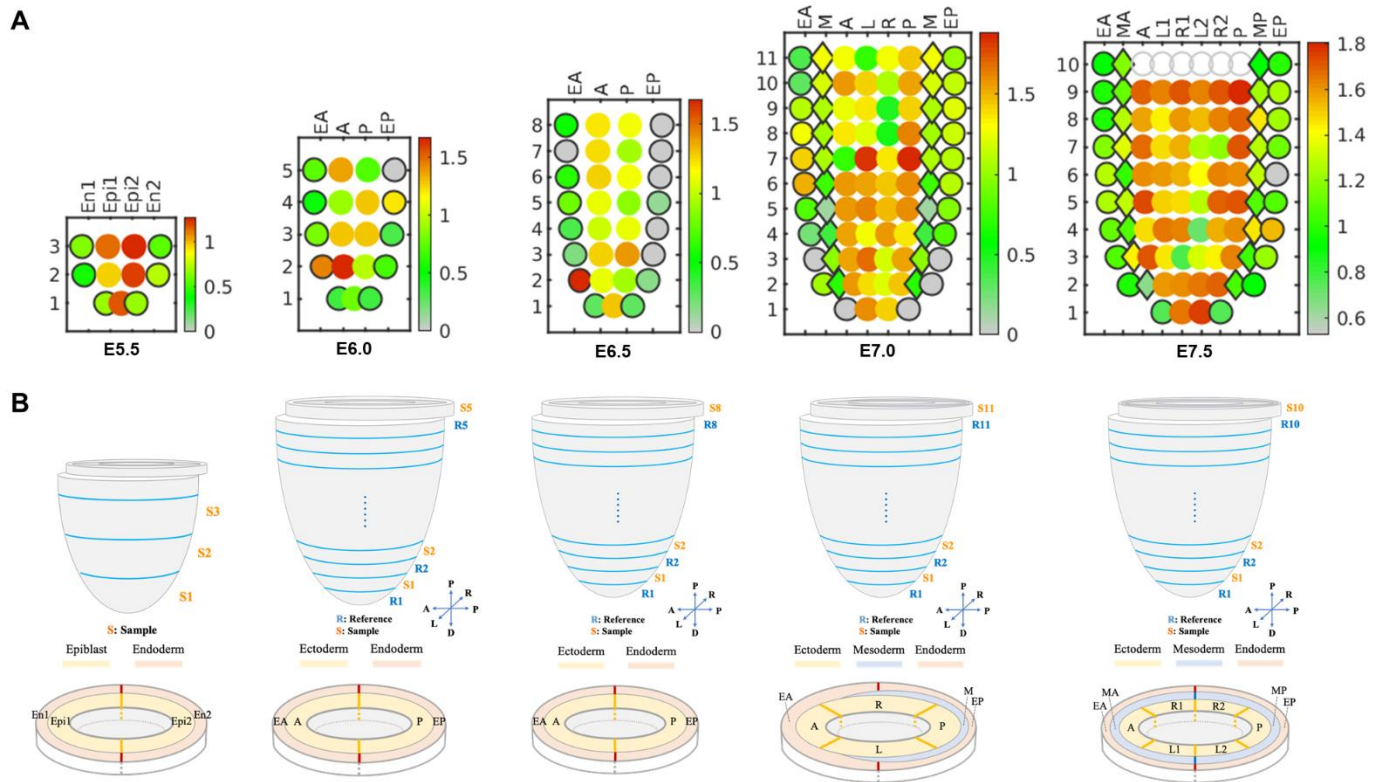 A
En1 Epi1 Epi2 En2
3
2
1
1
0.5
0
E5.5
EA A P EP
5
4
3
2
1
1.5
1
0.5
0
E6.0
EA A P EP
8
7
6
5
4
3
2
1
1.5
1
0.5
0
E6.5
EA M A L R P M EP
11
10
9
8
7
6
5
4
3
2
1
1.5
1
0.5
0
E7.0
EA MA A L1 R1 L2 R2 P MP EP
10
9
8
7
6
5
4
3
2
1
1.8
1.6
1.4
1.2
1
0.8
0.6
E7.5
B
S3
S2
S1
S: Sample
Epiblast Endoderm
En1 Epi1 Epi2 En2
S5
R5
S2
R2
S1
R1
P
R
A P
L
D
R: Reference
S: Sample
Ectoderm Endoderm
EA A P EP
S8
R8
S2
R2
S1
R1
P
R
A P
L
D
R: Reference
S: Sample
Ectoderm Endoderm
EA A P EP
S11
R11
S2
R2
S1
R1
P
R
A P
L
D
R: Reference
S: Sample
Ectoderm Mesoderm Endoderm
EA
M
EP
R
A P
L
S10
R10
S2
R2
S1
R1
P
R
A P
L
D
R: Reference
S: Sample
Ectoderm Mesoderm Endoderm
MA
EA
MP
EP
R1 R2
A P
L1 L2